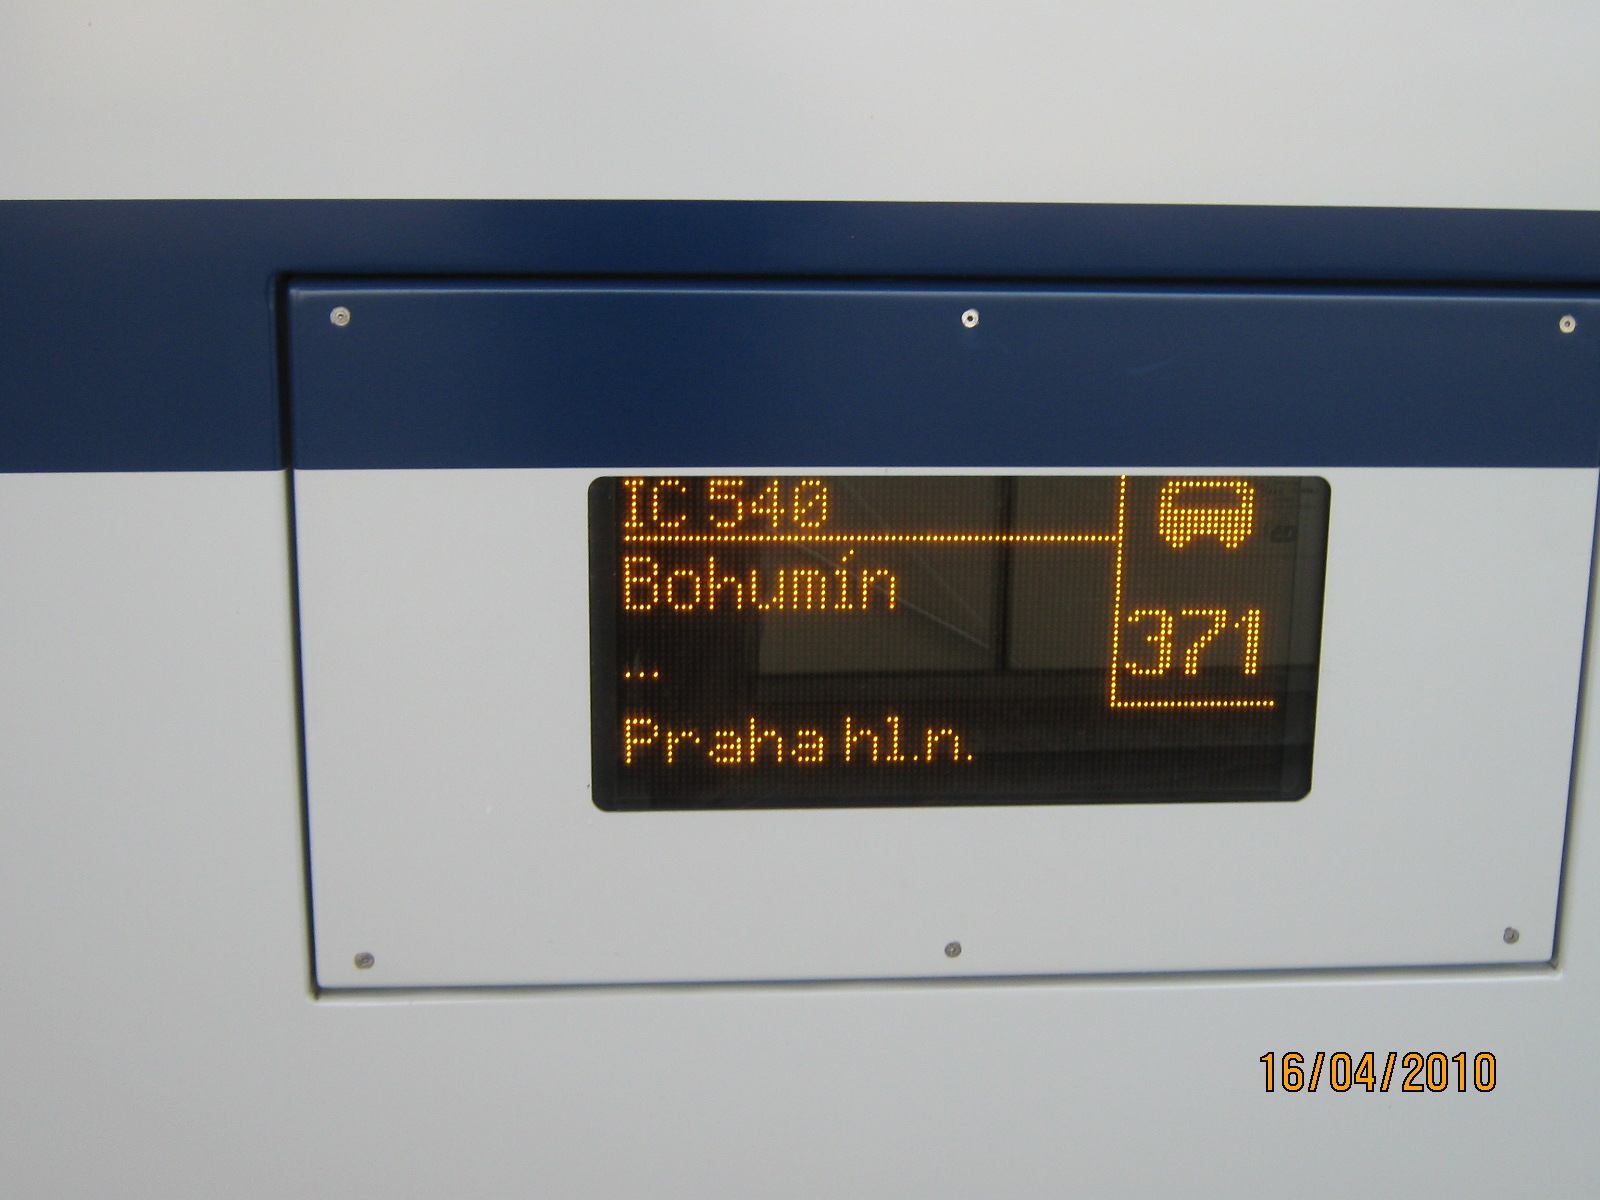 IC 540
Bohumín
371
...
Praha hl.n.
16/04/2010